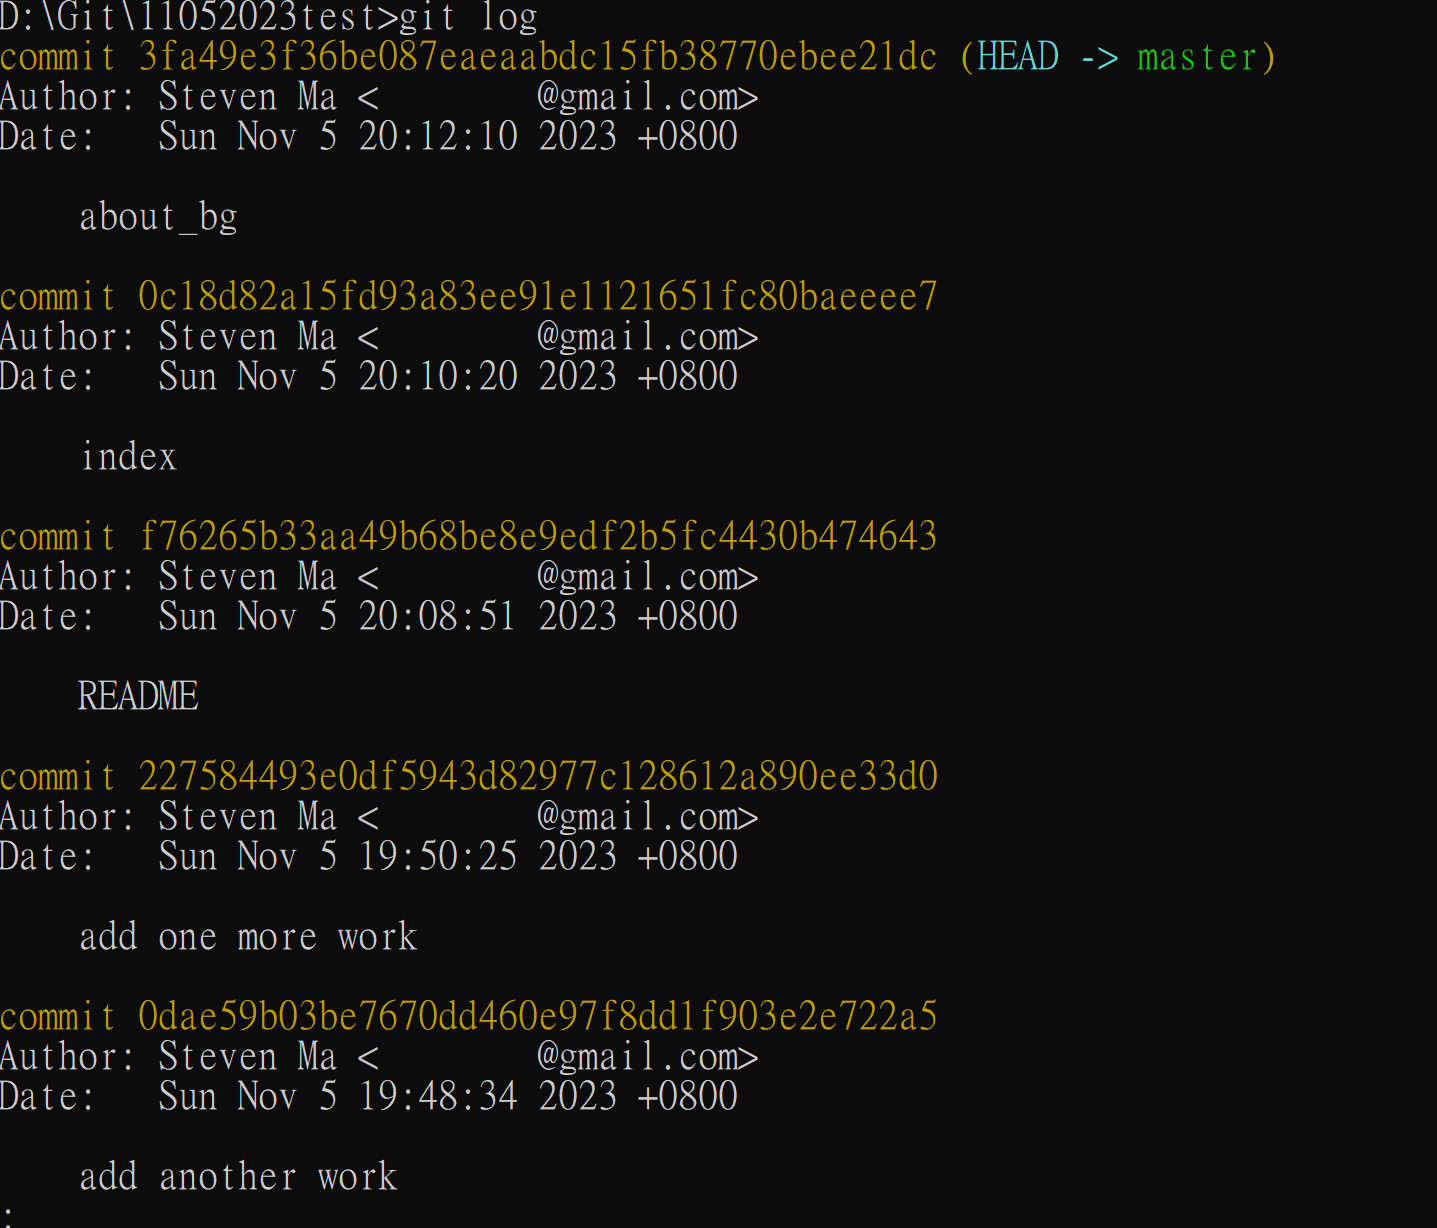 D:\Git\11052023test>git log
commit 3fa49e3f36be087eaeaabdc15fb38770ebee21dc (HEAD -> master)
Author: Steven Ma <        @gmail.com>
Date:   Sun Nov 5 20:12:10 2023 +0800
    about_bg
commit 0c18d82a15fd93a83ee91e1121651fc80baeeee7
Author: Steven Ma <        @gmail.com>
Date:   Sun Nov 5 20:10:20 2023 +0800
    index
commit f76265b33aa49b68be8e9edf2b5fc4430b474643
Author: Steven Ma <        @gmail.com>
Date:   Sun Nov 5 20:08:51 2023 +0800
    README
commit 227584493e0df5943d82977c128612a890ee33d0
Author: Steven Ma <        @gmail.com>
Date:   Sun Nov 5 19:50:25 2023 +0800
    add one more work
commit 0dae59b03be7670dd460e97f8dd1f903e2e722a5
Author: Steven Ma <        @gmail.com>
Date:   Sun Nov 5 19:48:34 2023 +0800
    add another work
: